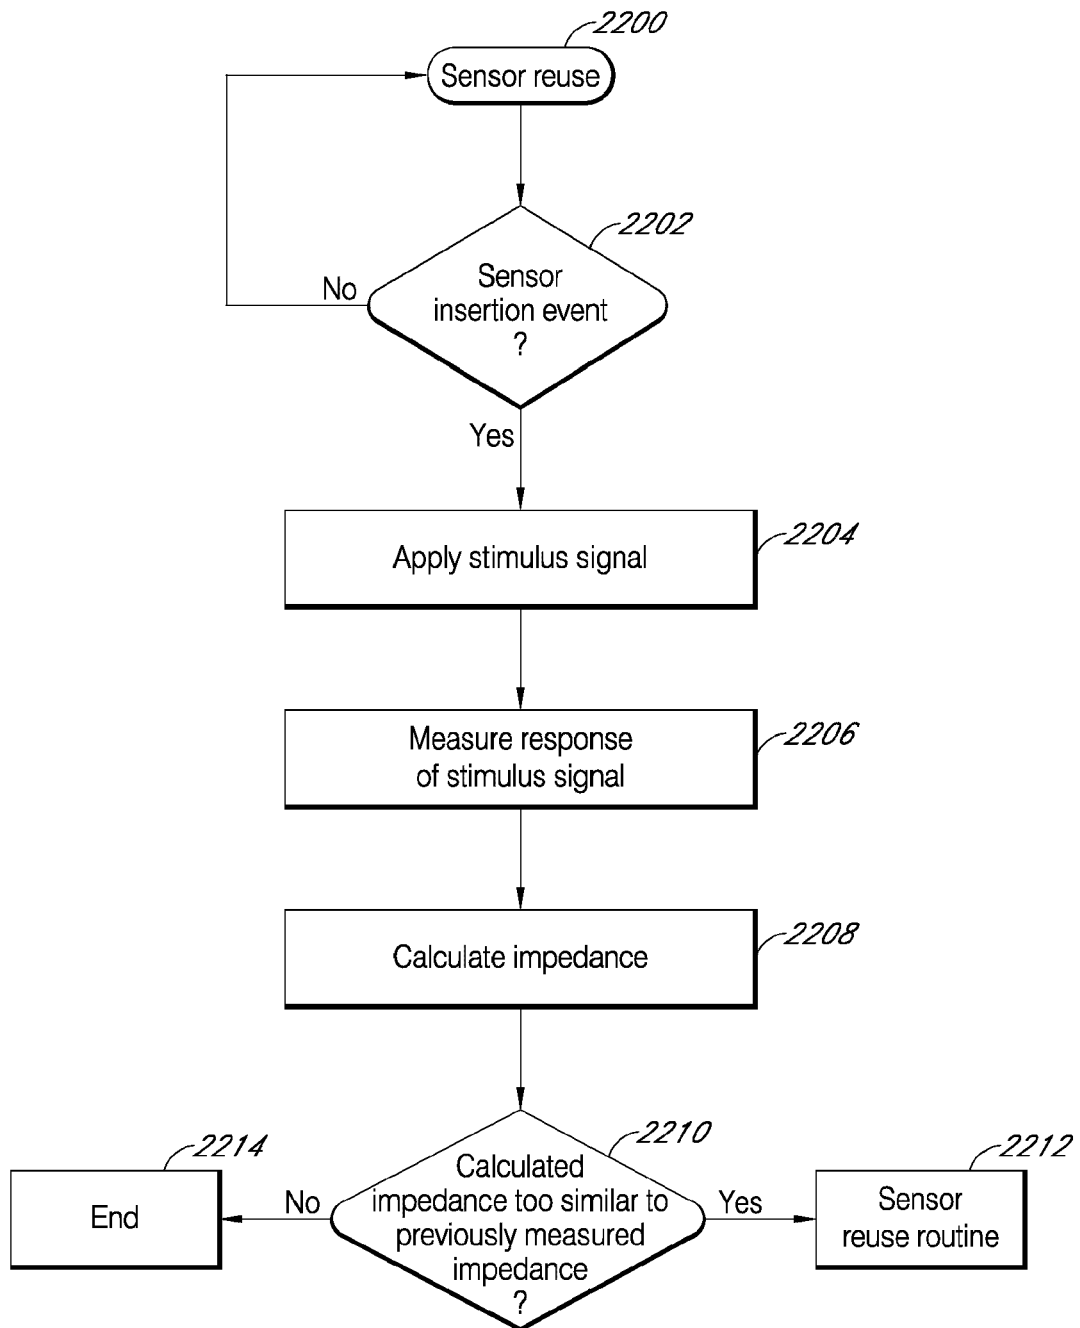 2200
Sensor reuse
2202
Sensor
insertion event
?
No
Yes
2204
Apply stimulus signal
2206
Measure response
of stimulus signal
2208
Calculate impedance
2210
Calculated
impedance too similar to
previously measured
impedance
?
No
2214
End
Yes
2212
Sensor
reuse routine